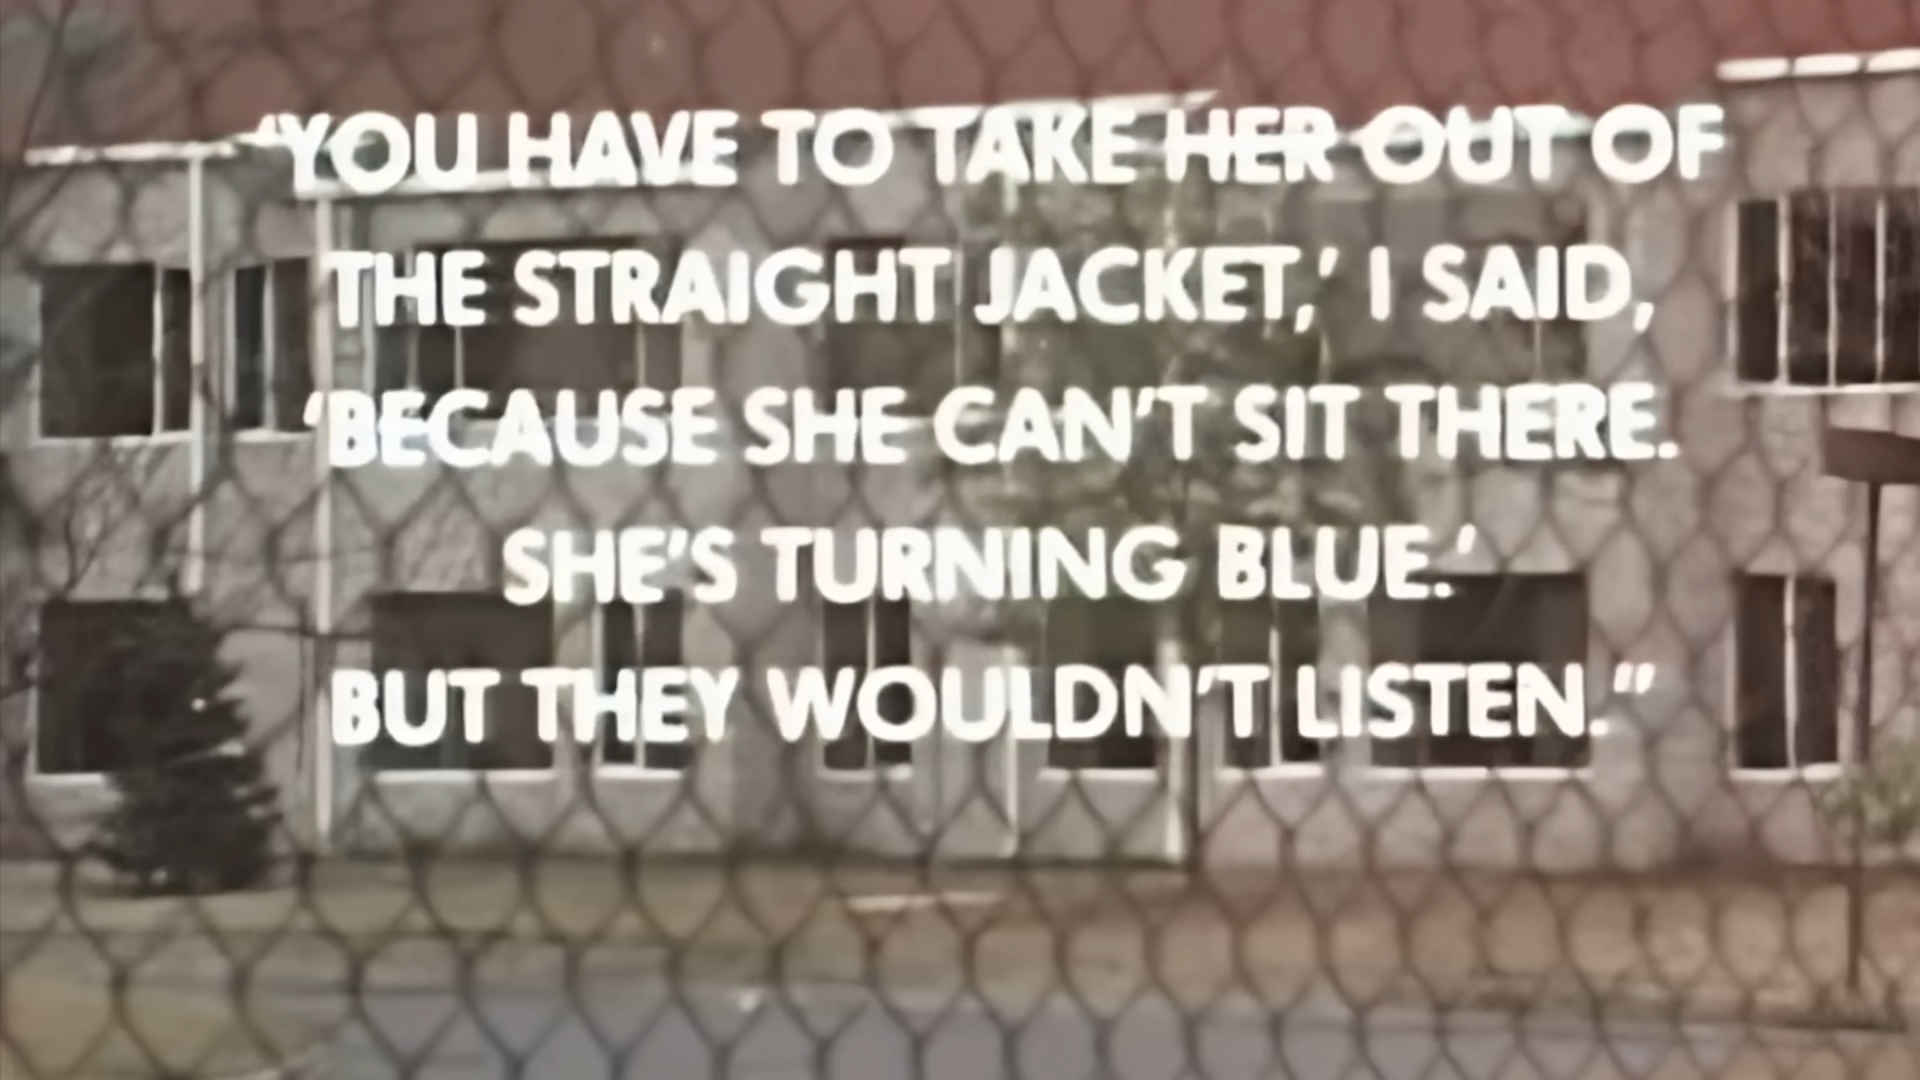 'YOU HAVE TO TAKE HER OUT OF
THE STRAIGHT JACKET,' I SAID,
'BECAUSE SHE CAN'T SIT THERE.
SHE'S TURNING BLUE.'
BUT THEY WOULDN'T LISTEN."